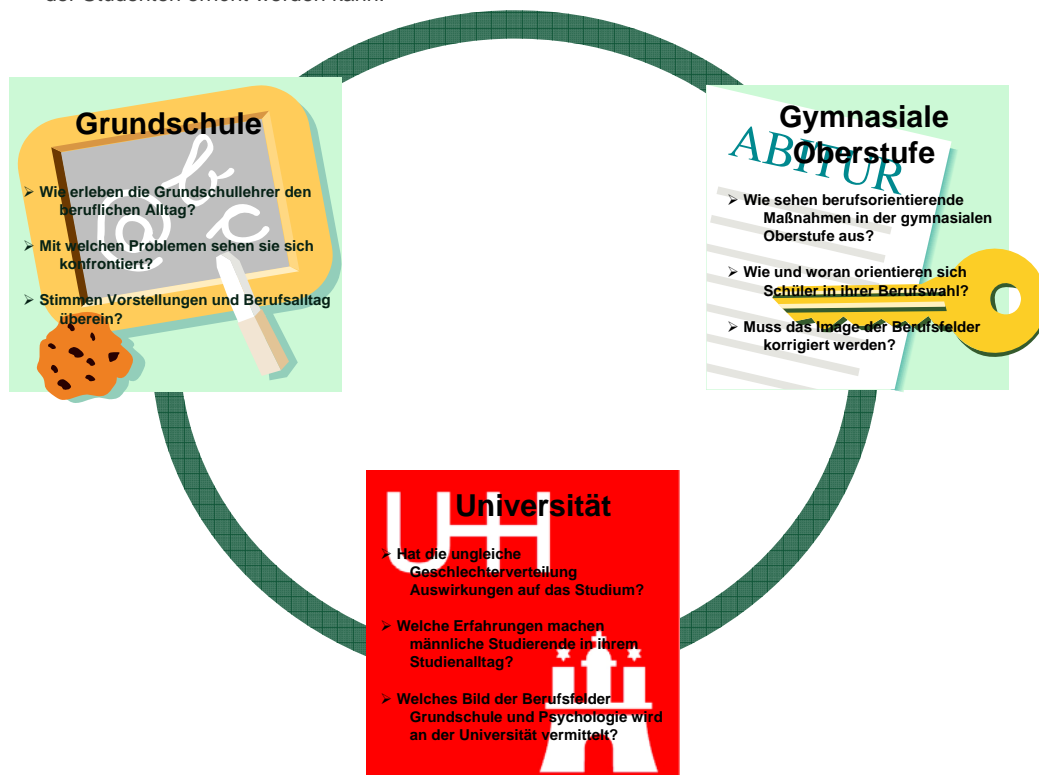 der Studenten erhöht werden kann.
Grundschule
➢ Wie erleben die Grundschullehrer den
beruflichen Alltag?
➢ Mit welchen Problemen sehen sie sich
konfrontiert?
➢ Stimmen Vorstellungen und Berufsalltag
überein?
Gymnasiale
Oberstufe
ABITUR
➢ Wie sehen berufsorientierende
Maßnahmen in der gymnasialen
Oberstufe aus?
➢ Wie und woran orientieren sich
Schüler in ihrer Berufswahl?
➢ Muss das Image der Berufsfelder
korrigiert werden?
Universität
UHH
➢ Hat die ungleiche
Geschlechterverteilung
Auswirkungen auf das Studium?
➢ Welche Erfahrungen machen
männliche Studierende in ihrem
Studienalltag?
➢ Welches Bild der Berufsfelder
Grundschule und Psychologie wird
an der Universität vermittelt?